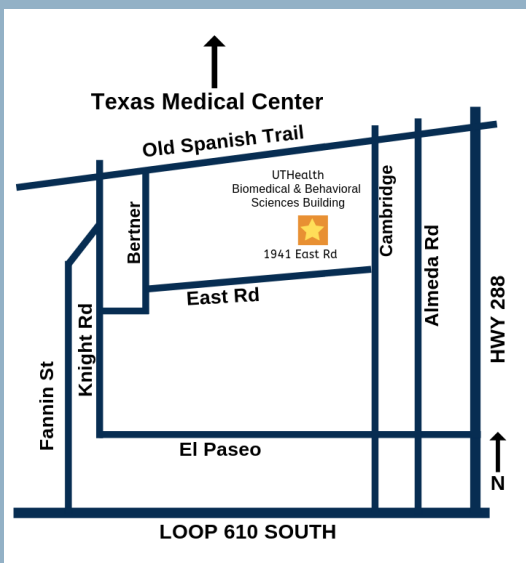 Texas Medical Center
Old Spanish Trail
UTHealth
Biomedical & Behavioral
Sciences Building
1941 East Rd
Bertner
Cambridge
Almeda Rd
HWY 288
East Rd
Knight Rd
Fannin St
El Paseo
N
LOOP 610 SOUTH